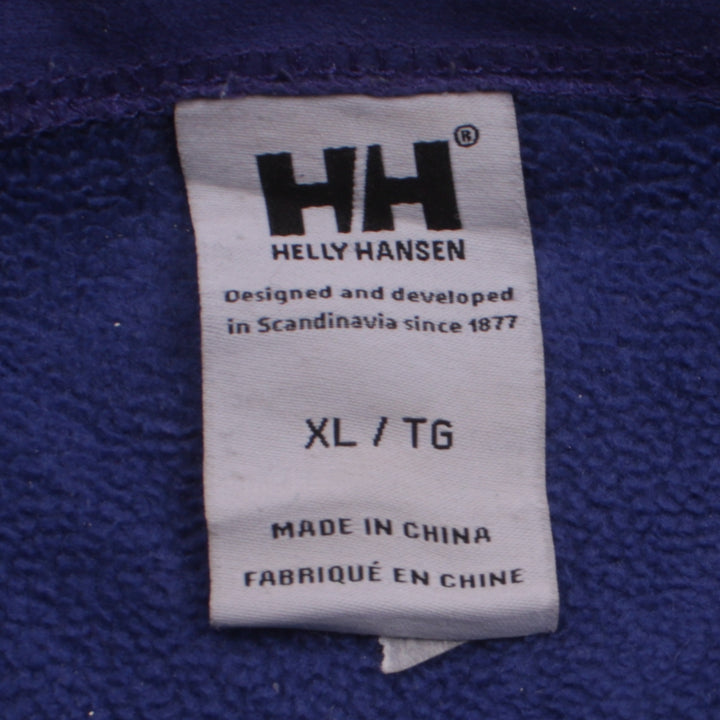 HH®
HELLY HANSEN
Designed and developed
in Scandinavia since 1877
XL / TG
MADE IN CHINA
FABRIQUÉ EN CHINE